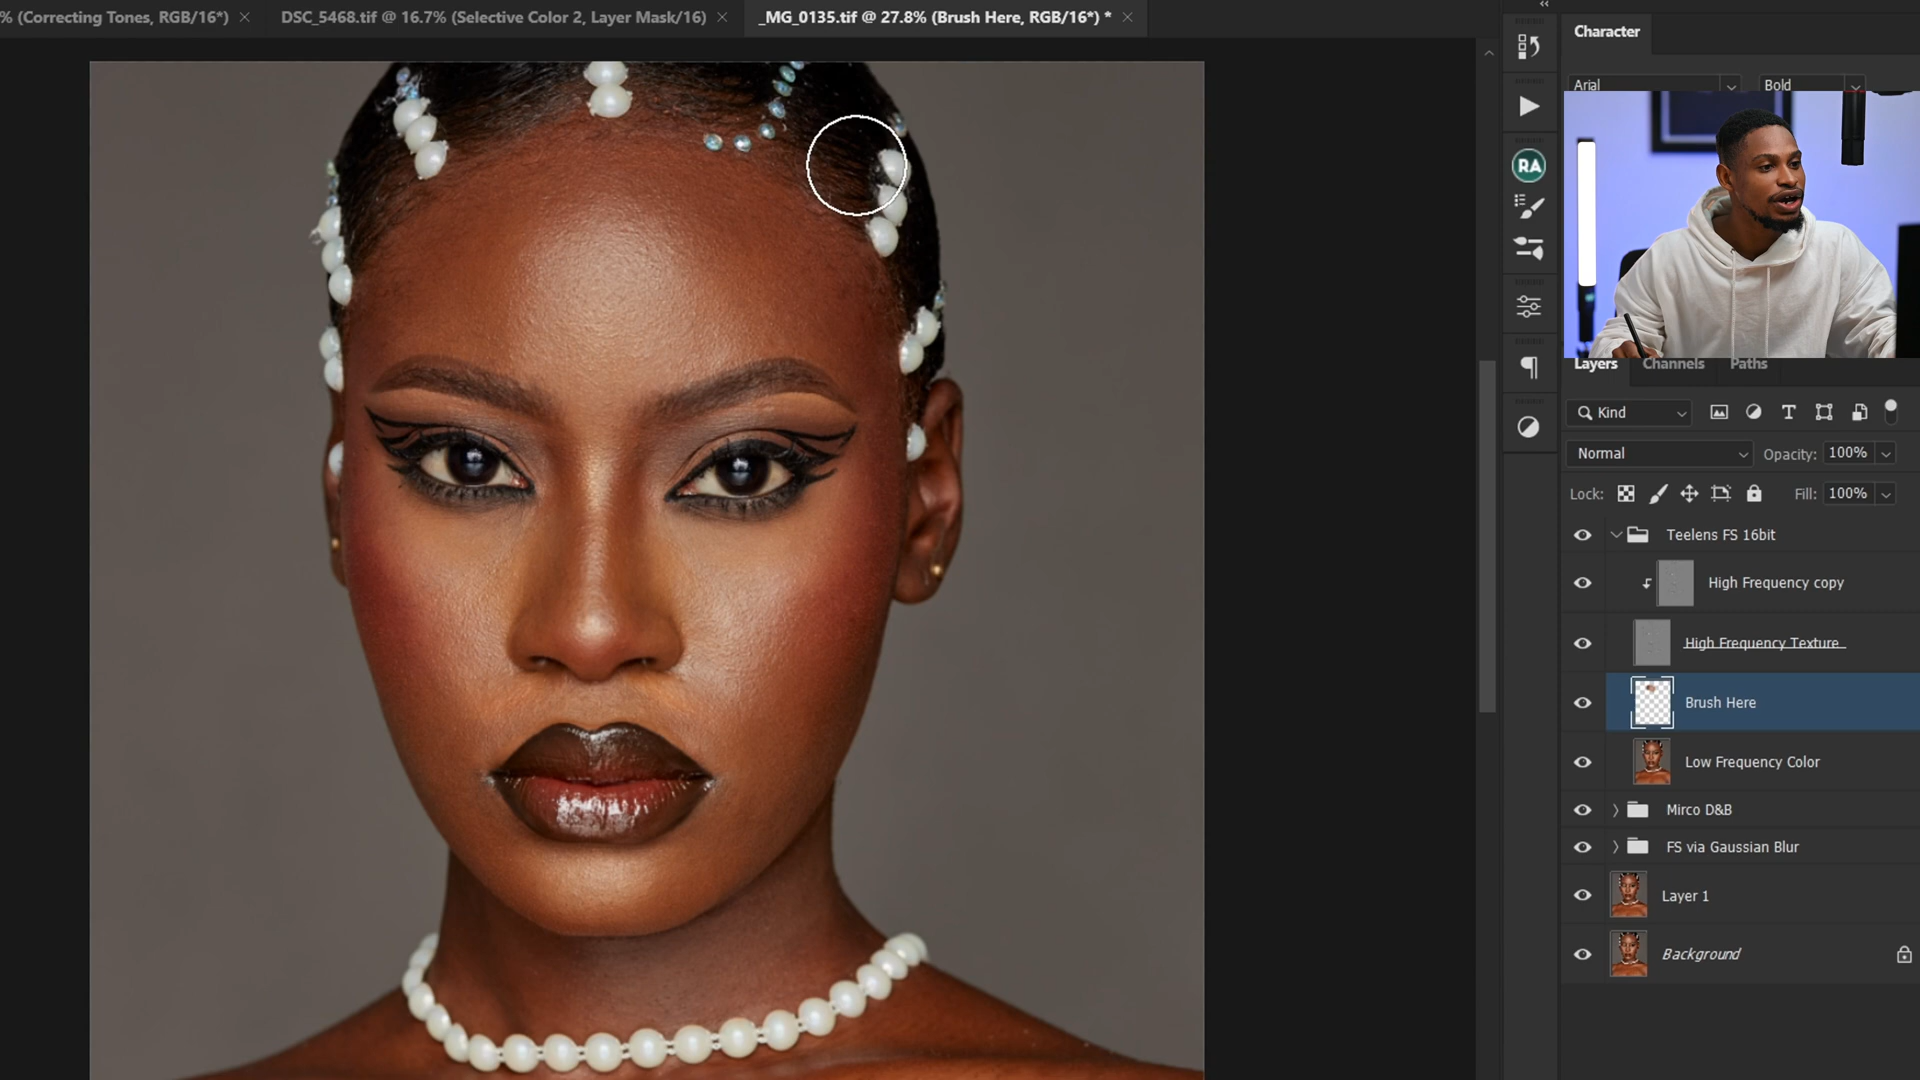 % (Correcting Tones, RGB/16*) ×
DSC_5468.tif @ 16.7% (Selective Color 2, Layer Mask/16) ×
_MG_0135.tif @ 27.8% (Brush Here, RGB/16*) * ×
Character
Arial
Bold
RA
Layers
Channels
Paths
Kind
Normal
Opacity: 100%
Lock:
Fill: 100%
Teelens FS 16bit
High Frequency copy
High Frequency Texture
Brush Here
Low Frequency Color
Mirco D&B
FS via Gaussian Blur
Layer 1
Background